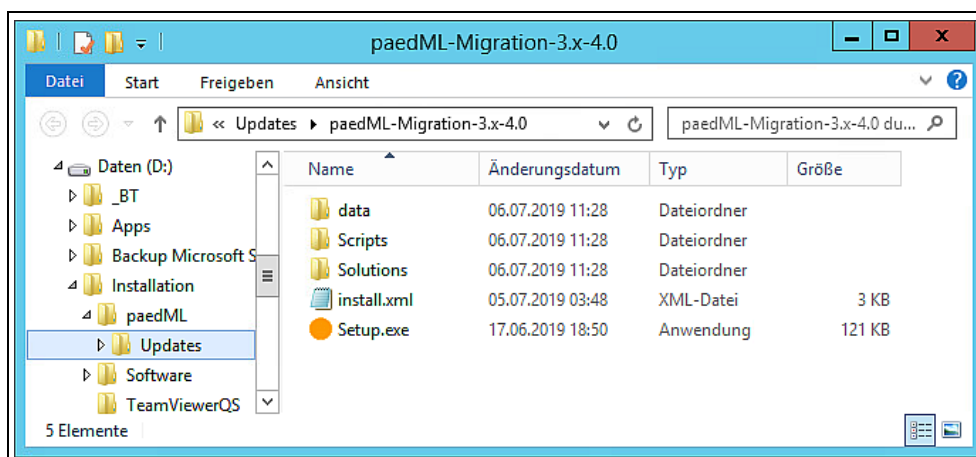 paedML-Migration-3.x-4.0
Datei Start Freigeben Ansicht
« Updates ▸ paedML-Migration-3.x-4.0 paedML-Migration-3.x-4.0 du...
Daten (D:)
_BT
Apps
Backup Microsoft S
Installation
paedML
Updates
Software
TeamViewerQS
Name Änderungsdatum Typ Größe
data 06.07.2019 11:28 Dateiordner
Scripts 06.07.2019 11:28 Dateiordner
Solutions 06.07.2019 11:28 Dateiordner
install.xml 05.07.2019 03:48 XML-Datei 3 KB
Setup.exe 17.06.2019 18:50 Anwendung 121 KB
5 Elemente